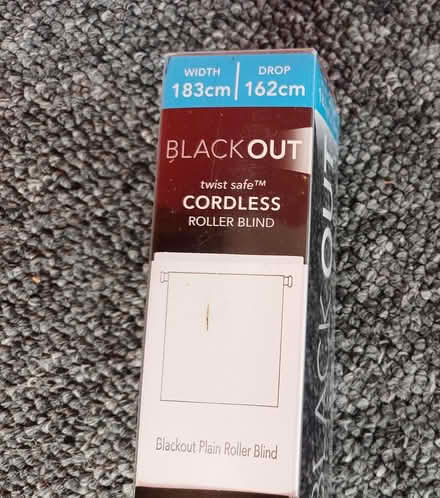 WIDTH DROP
183cm 162cm
BLACKOUT
twist safe™
CORDLESS
ROLLER BLIND
Blackout Plain Roller Blind
BLACKOUT